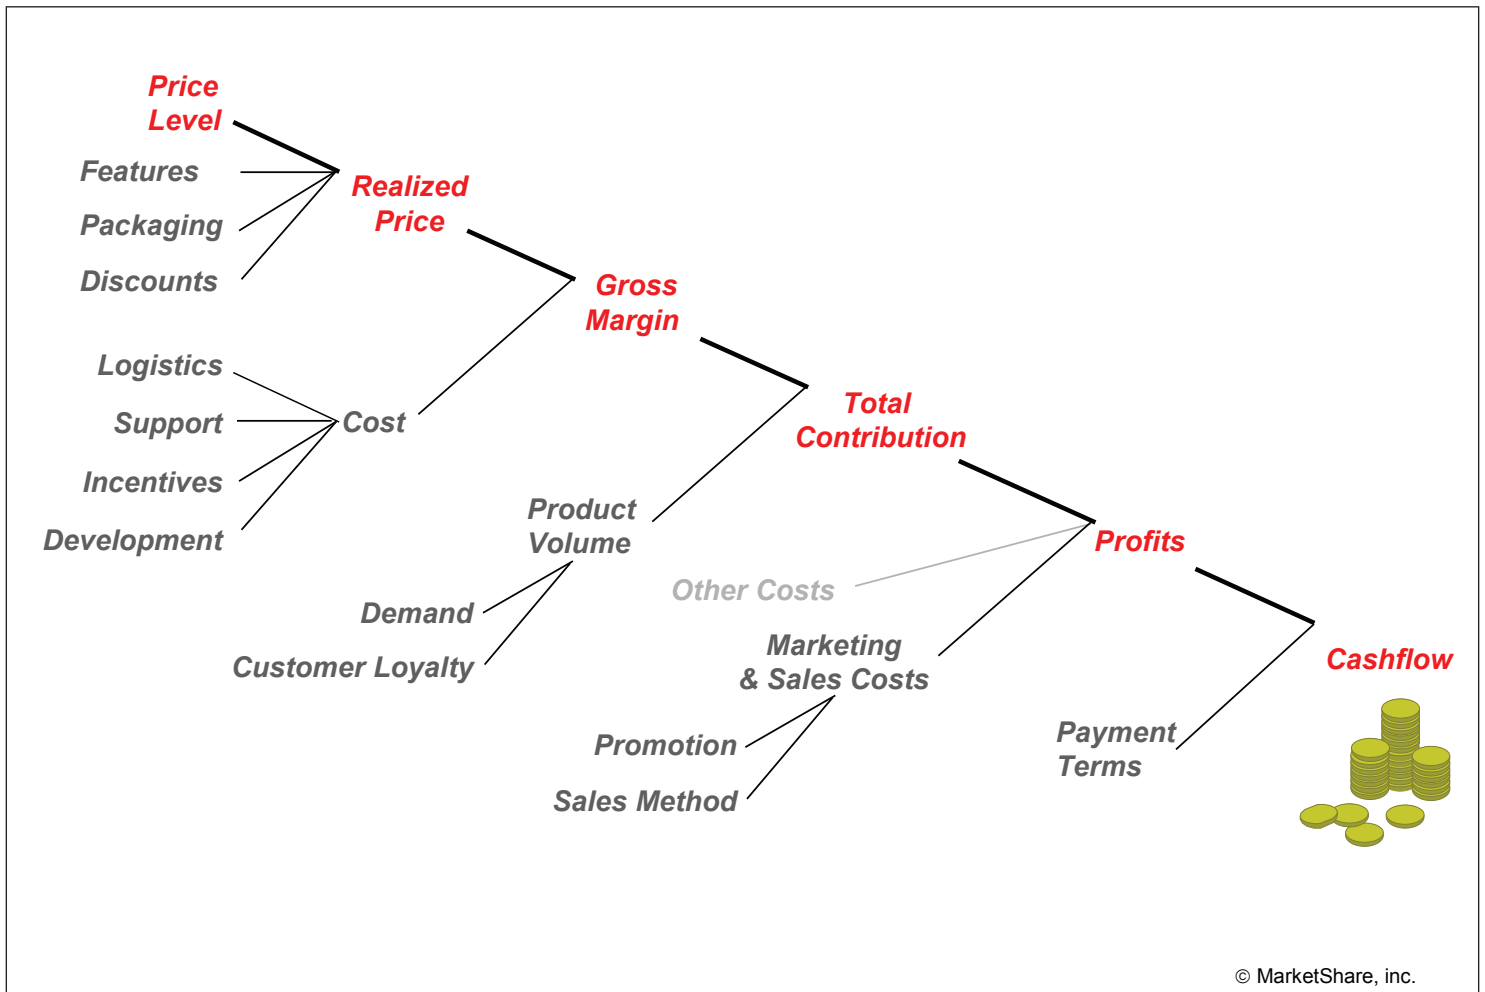 Price
Level
Features
Packaging
Discounts
Realized
Price
Logistics
Support
Incentives
Development
Cost
Gross
Margin
Product
Volume
Demand
Customer Loyalty
Total
Contribution
Other Costs
Marketing
& Sales Costs
Promotion
Sales Method
Profits
Payment
Terms
Cashflow
© MarketShare, inc.